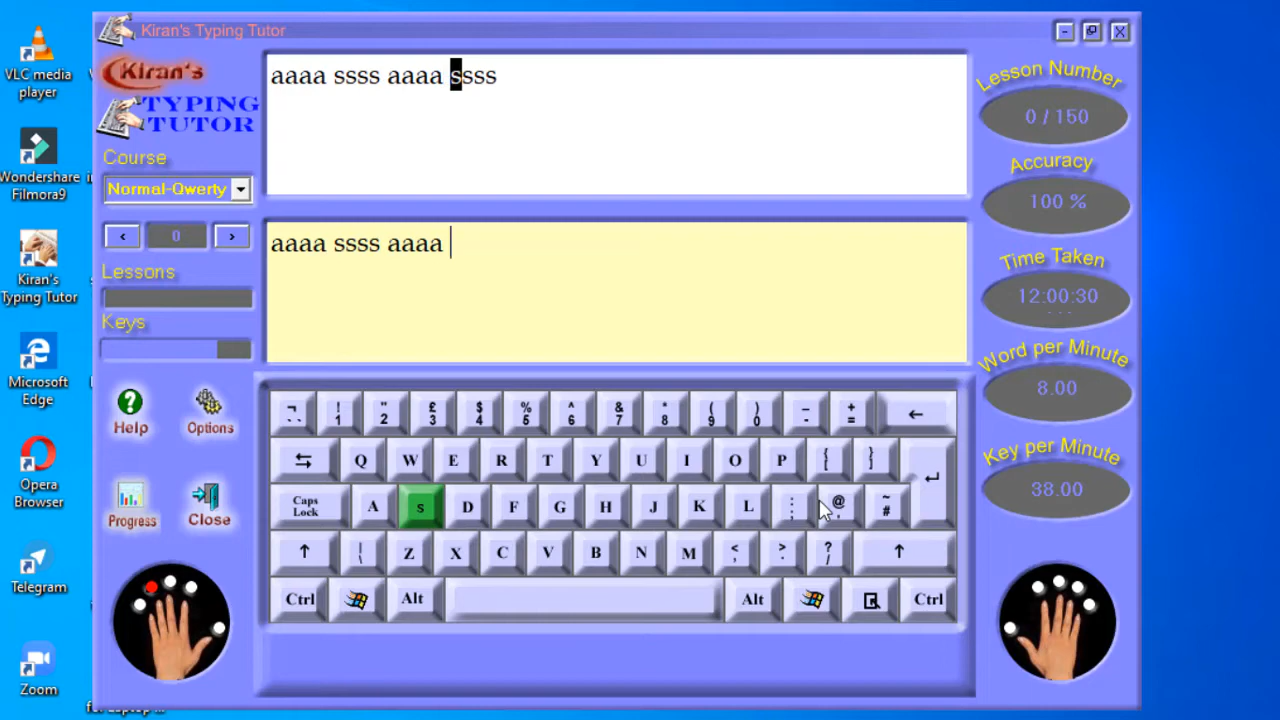 VLC media
player
Wondershare
Filmora9
Kiran's
Typing Tutor
Microsoft
Edge
Opera
Browser
Telegram
Zoom
Kiran's Typing Tutor
Kiran's
TYPING
TUTOR
Course
Normal-Qwerty
< 0 >
Lessons
Keys
Help
Options
Progress
Close
aaaa ssss aaaa ssss
aaaa ssss aaaa
¬ ! " £ $ % ^ & * ( ) – +
1 2 3 4 5 6 7 8 9 0 - =
Q W E R T Y U I O P { }
[ ]
Caps
Lock
A s D F G H J K L : @ ~
; ' #
| Z X C V B N M < > ?
\ , . /
Ctrl Alt Alt Ctrl
Lesson Number
0 / 150
Accuracy
100 %
Time Taken
12:00:30
Word per Minute
8.00
Key per Minute
38.00